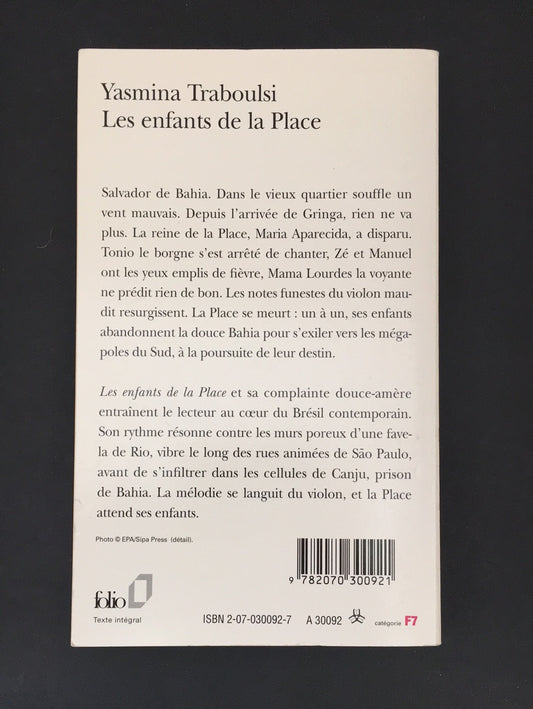 Yasmina Traboulsi
Les enfants de la Place
Salvador de Bahia. Dans le vieux quartier souffle un
vent mauvais. Depuis l'arrivée de Gringa, rien ne va
plus. La reine de la Place, Maria Aparecida, a disparu.
Tonio le borgne s'est arrêté de chanter, Zé et Manuel
ont les yeux emplis de fièvre, Mama Lourdes la voyante
ne prédit rien de bon. Les notes funestes du violon mau-
dit resurgissent. La Place se meurt : un à un, ses enfants
abandonnent la douce Bahia pour s'exiler vers les méga-
poles du Sud, à la poursuite de leur destin.
Les enfants de la Place et sa complainte douce-amère
entraînent le lecteur au cœur du Brésil contemporain.
Son rythme résonne contre les murs poreux d'une fave-
la de Rio, vibre le long des rues animées de São Paulo,
avant de s'infiltrer dans les cellules de Canju, prison
de Bahia. La mélodie se languit du violon, et la Place
attend ses enfants.
Photo © EPA/Sipa Press (détail).
9 782070 300921
folio
Texte intégral
ISBN 2-07-030092-7 A 30092 catégorie F7